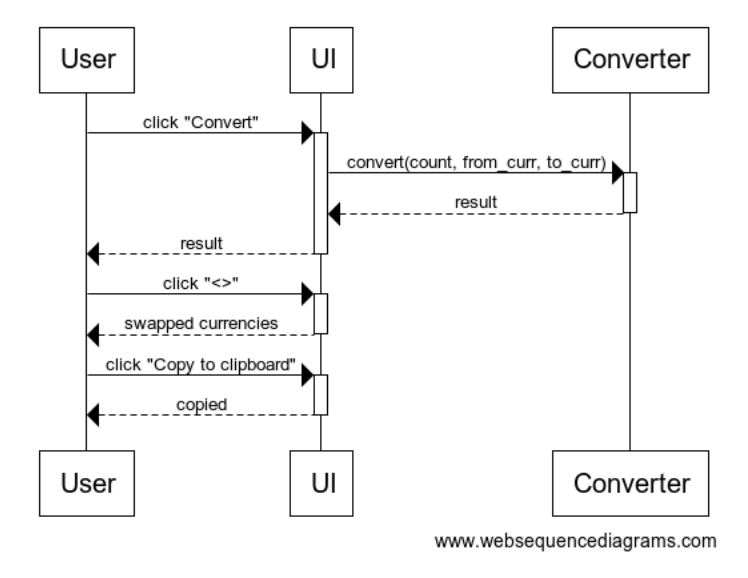 User UI Converter
click "Convert"
convert(count, from_curr, to_curr)
result
result
click "<>"
swapped currencies
click "Copy to clipboard"
copied
User UI Converter
www.websequencediagrams.com